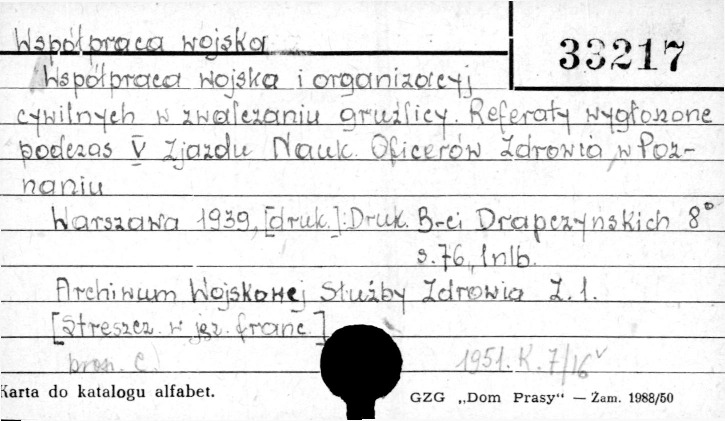 Współpraca wojska
33217
Współpraca wojska i organizacyj
cywilnych w zwalczaniu gruźlicy. Referaty wygłoszone
podczas V Zjazdu Nauk. Oficerów Zdrowia, w Poz-
naniu
Warszawa 1939, [druk.]: Druk. B-ci Drapczyńskich 8°
s. 76, 1 nlb.
Archiwum Wojskowej Służby Zdrowia Z. 1.
[Streszcz. w jęz. franc.]
bron. C.
1951. K. 7/16
Karta do katalogu alfabet.
GZG „Dom Prasy“ — Zam. 1988/50